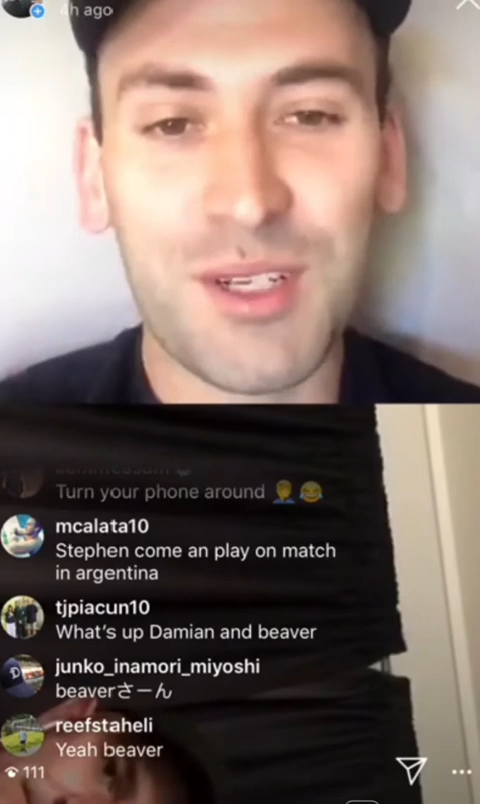 4h ago
Turn your phone around 🤦‍♂️😂
mcalata10
Stephen come an play on match
in argentina
tjpiacun10
What's up Damian and beaver
junko_inamori_miyoshi
beaverさーん
reefstaheli
Yeah beaver
111